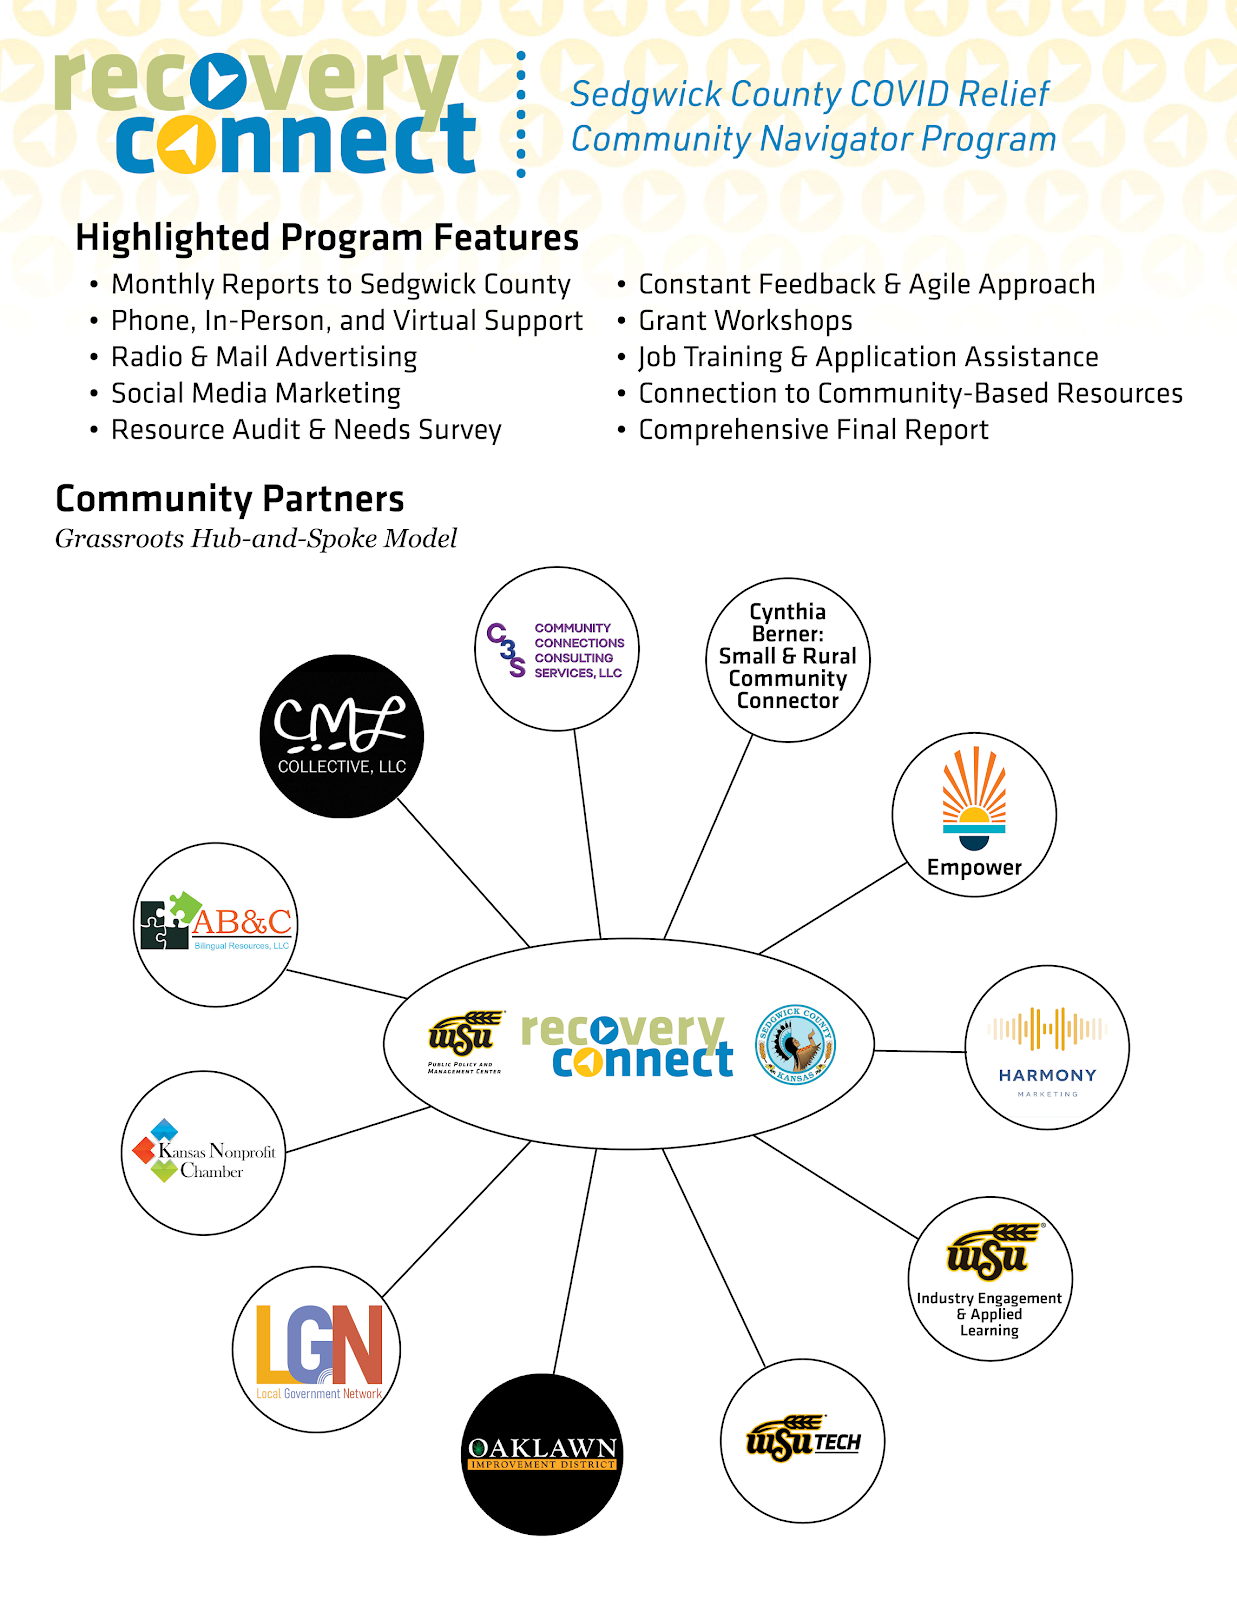 recovery
connect
Sedgwick County COVID Relief
Community Navigator Program
Highlighted Program Features
• Monthly Reports to Sedgwick County
• Phone, In-Person, and Virtual Support
• Radio & Mail Advertising
• Social Media Marketing
• Resource Audit & Needs Survey
• Constant Feedback & Agile Approach
• Grant Workshops
• Job Training & Application Assistance
• Connection to Community-Based Resources
• Comprehensive Final Report
Community Partners
Grassroots Hub-and-Spoke Model
C3S
COMMUNITY
CONNECTIONS
CONSULTING
SERVICES, LLC
Cynthia
Berner:
Small & Rural
Community
Connector
CML
COLLECTIVE, LLC
Empower
AB&C
Bilingual Resources, LLC
WSU
PUBLIC POLICY AND
MANAGEMENT CENTER
recovery
connect
SEDGWICK COUNTY
KANSAS
HARMONY
MARKETING
Kansas Nonprofit
Chamber
WSU
Industry Engagement
& Applied
Learning
LGN
Local Government Network
OAKLAWN
IMPROVEMENT DISTRICT
WSU TECH